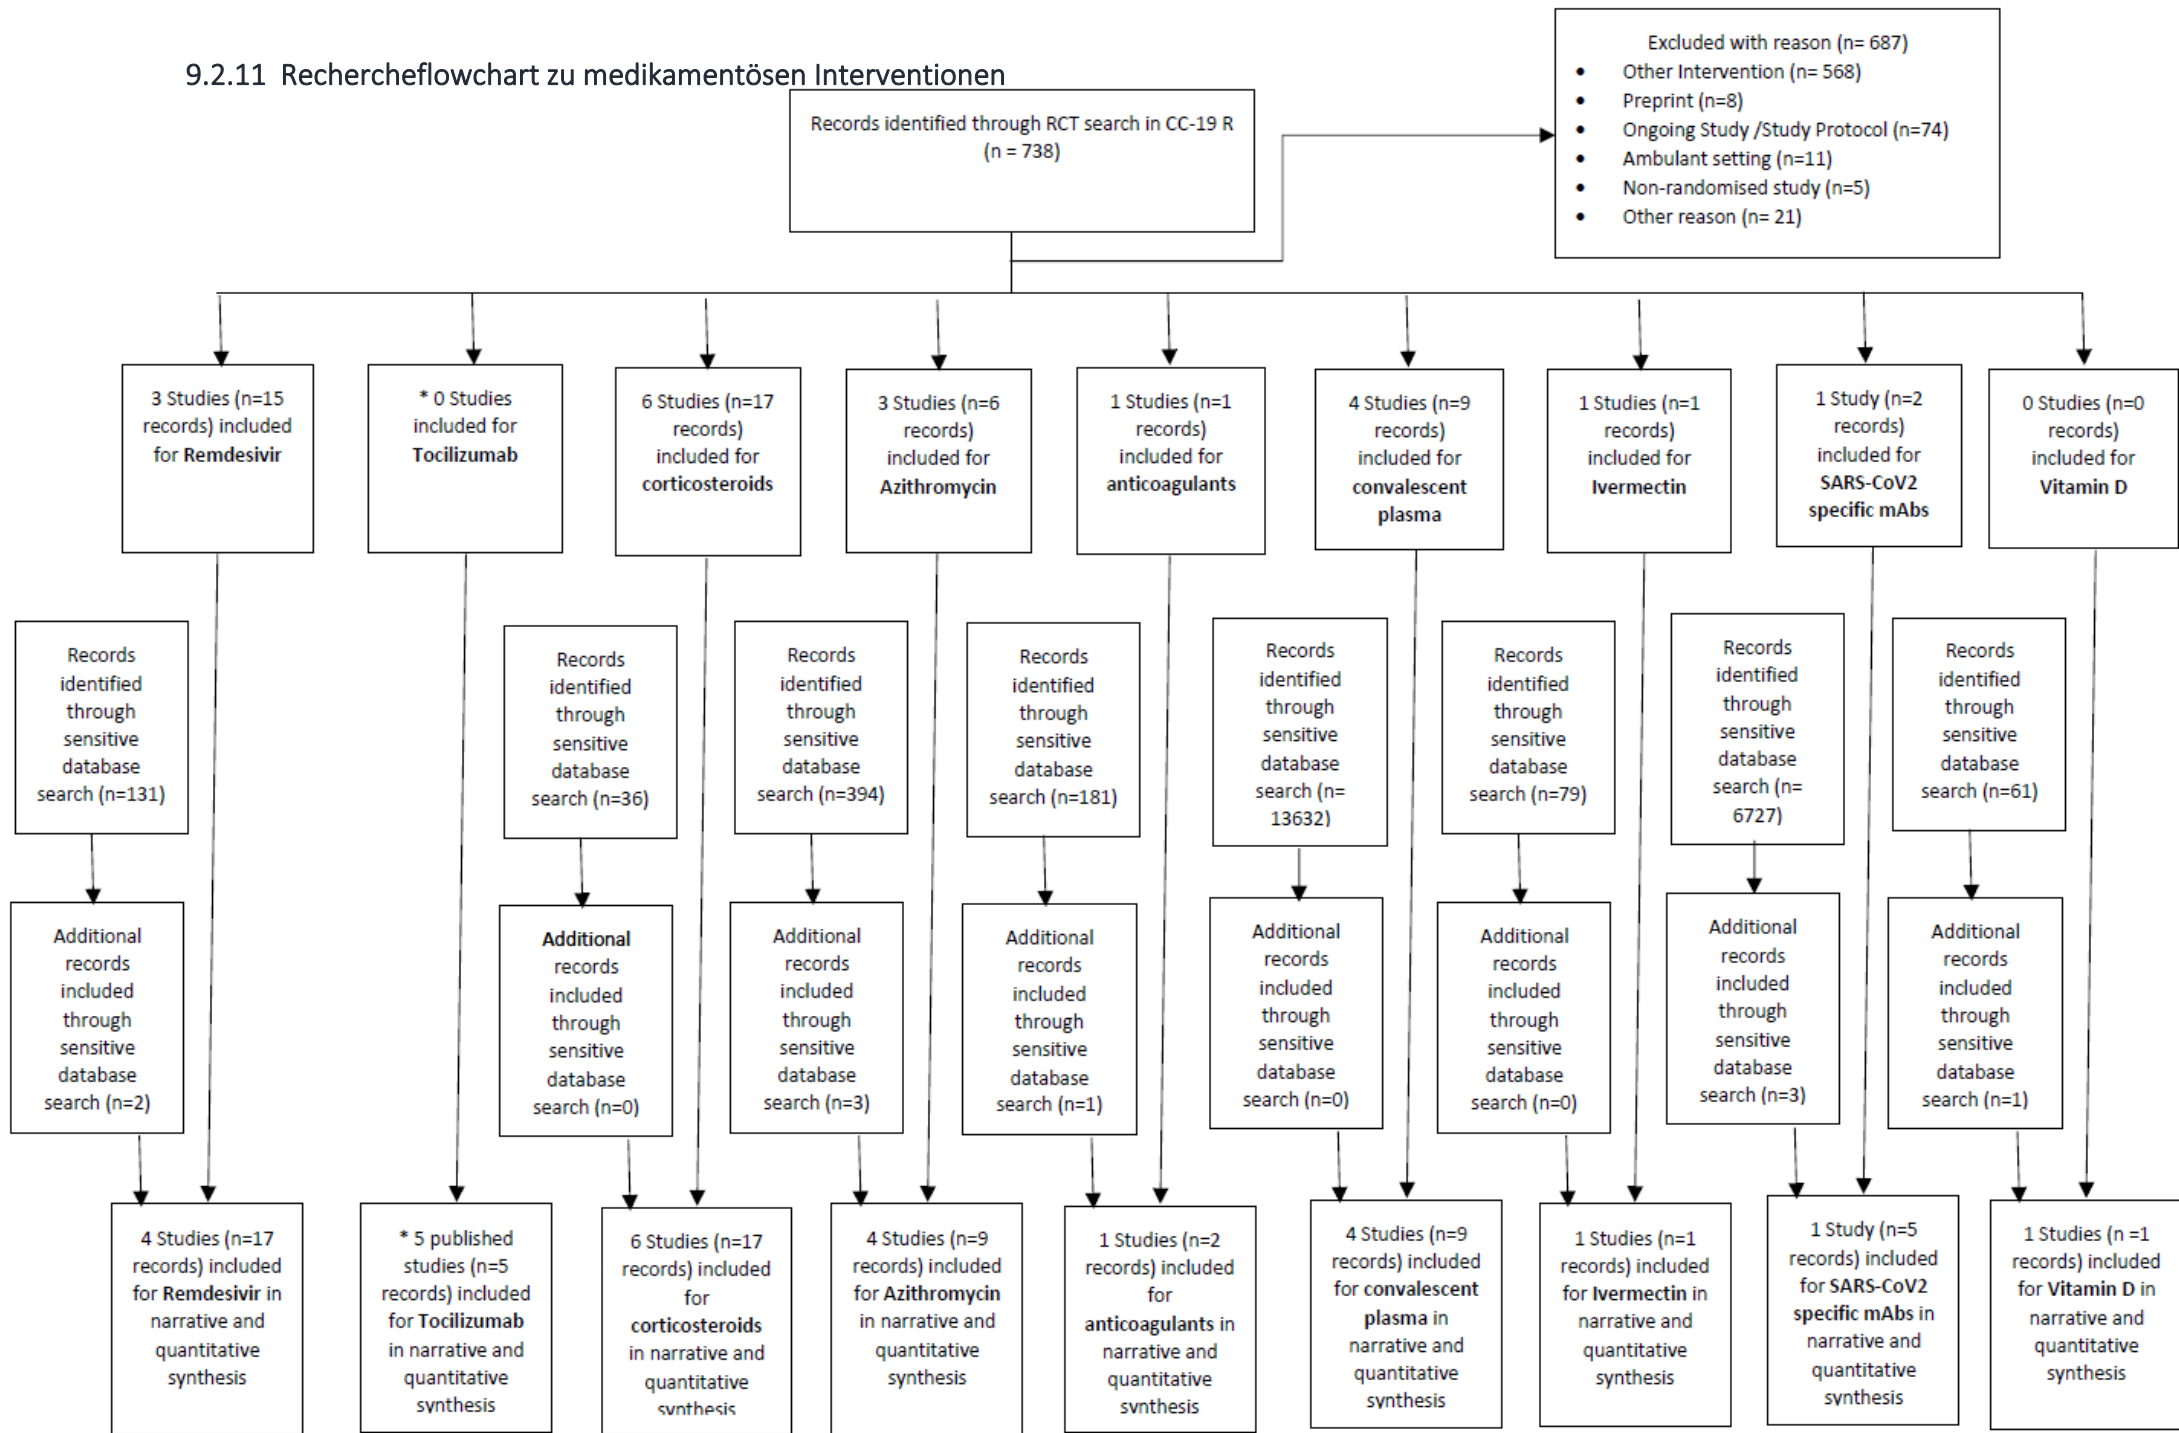 9.2.11 Rechercheflowchart zu medikamentösen Interventionen
Records identified through RCT search in CC-19 R
(n = 738)
Excluded with reason (n= 687)
• Other Intervention (n= 568)
• Preprint (n=8)
• Ongoing Study /Study Protocol (n=74)
• Ambulant setting (n=11)
• Non-randomised study (n=5)
• Other reason (n= 21)
3 Studies (n=15
records) included
for Remdesivir
* 0 Studies
included for
Tocilizumab
6 Studies (n=17
records)
included for
corticosteroids
3 Studies (n=6
records)
included for
Azithromycin
1 Studies (n=1
records)
included for
anticoagulants
4 Studies (n=9
records)
included for
convalescent
plasma
1 Studies (n=1
records)
included for
Ivermectin
1 Study (n=2
records)
included for
SARS-CoV2
specific mAbs
0 Studies (n=0
records)
included for
Vitamin D
Records
identified
through
sensitive
database
search (n=131)
Records
identified
through
sensitive
database
search (n=36)
Records
identified
through
sensitive
database
search (n=394)
Records
identified
through
sensitive
database
search (n=181)
Records
identified
through
sensitive
database
search (n=
13632)
Records
identified
through
sensitive
database
search (n=79)
Records
identified
through
sensitive
database
search (n=
6727)
Records
identified
through
sensitive
database
search (n=61)
Additional
records
included
through
sensitive
database
search (n=2)
Additional
records
included
through
sensitive
database
search (n=0)
Additional
records
included
through
sensitive
database
search (n=3)
Additional
records
included
through
sensitive
database
search (n=1)
Additional
records
included
through
sensitive
database
search (n=0)
Additional
records
included
through
sensitive
database
search (n=0)
Additional
records
included
through
sensitive
database
search (n=3)
Additional
records
included
through
sensitive
database
search (n=1)
4 Studies (n=17
records) included
for Remdesivir in
narrative and
quantitative
synthesis
* 5 published
studies (n=5
records) included
for Tocilizumab
in narrative and
quantitative
synthesis
6 Studies (n=17
records) included
for
corticosteroids
in narrative and
quantitative
synthesis
4 Studies (n=9
records) included
for Azithromycin
in narrative and
quantitative
synthesis
1 Studies (n=2
records) included
for
anticoagulants in
narrative and
quantitative
synthesis
4 Studies (n=9
records) included
for convalescent
plasma in
narrative and
quantitative
synthesis
1 Studies (n=1
records) included
for Ivermectin in
narrative and
quantitative
synthesis
1 Study (n=5
records) included
for SARS-CoV2
specific mAbs in
narrative and
quantitative
synthesis
1 Studies (n =1
records) included
for Vitamin D in
narrative and
quantitative
synthesis